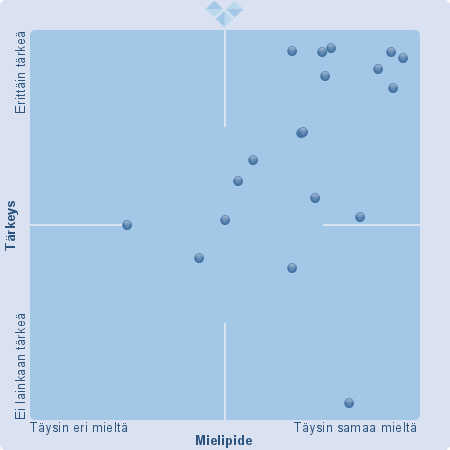 Erittäin tärkeä
Tärkeys
Ei lainkaan tärkeä
Täysin eri mieltä
Täysin samaa mieltä
Mielipide